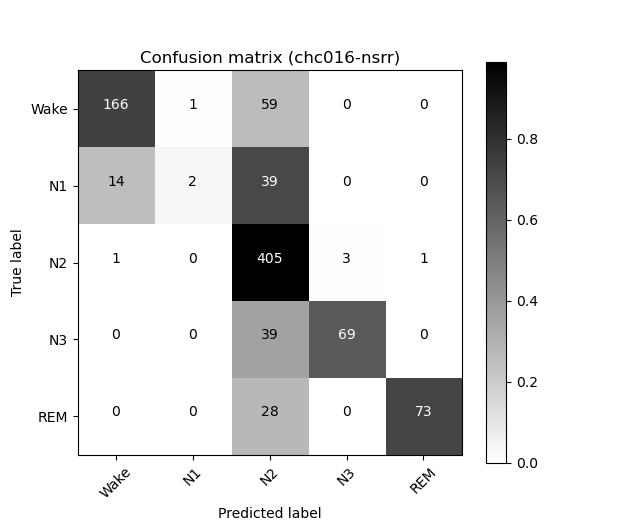 Confusion matrix (chc016-nsrr)
Wake 166 1 59 0 0
N1 14 2 39 0 0
N2 1 0 405 3 1
N3 0 0 39 69 0
REM 0 0 28 0 73
Wake N1 N2 N3 REM
Predicted label
True label
0.8
0.6
0.4
0.2
0.0